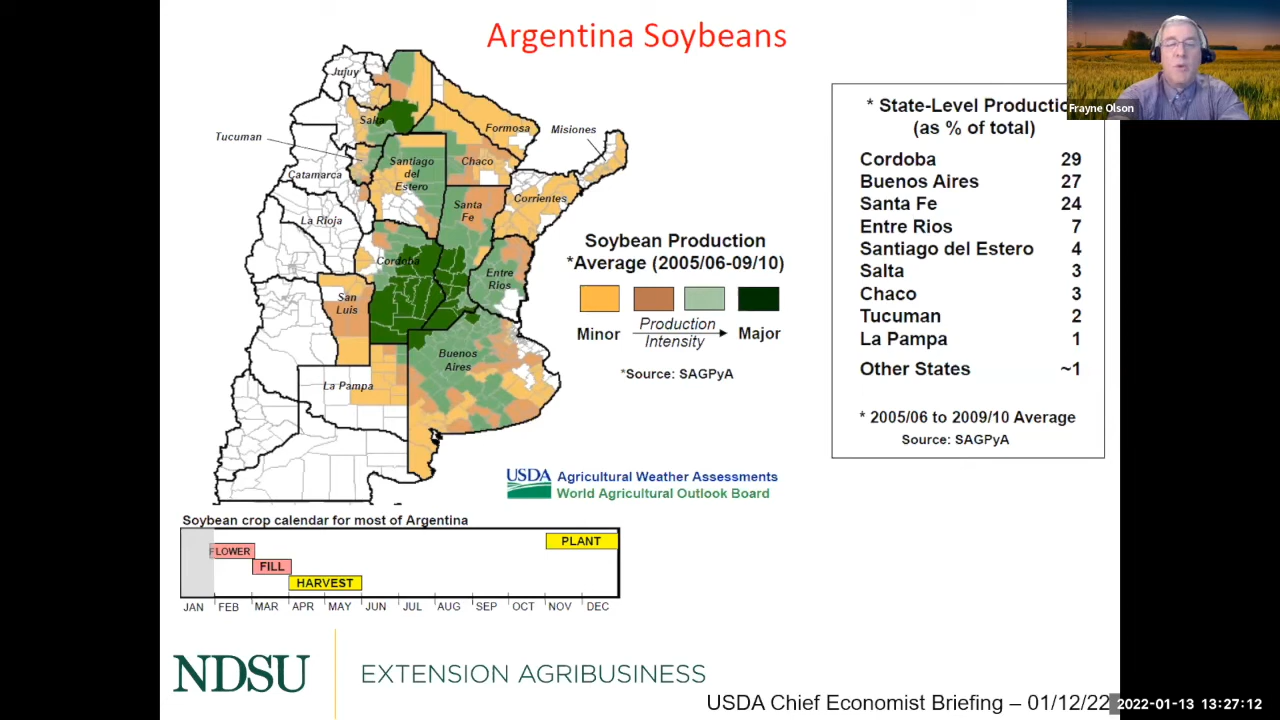 Argentina Soybeans
Frayne Olson
Jujuy
Salta
Tucuman
Formosa
Misiones
Catamarca
Santiago
del
Estero
Chaco
Corrientes
La Rioja
Santa
Fe
Cordoba
Entre
Rios
San
Luis
Buenos
Aires
La Pampa
Soybean Production
*Average (2005/06-09/10)
Minor
Production
Intensity
Major
*Source: SAGPyA
* State-Level Productio
(as % of total)
Cordoba 29
Buenos Aires 27
Santa Fe 24
Entre Rios 7
Santiago del Estero 4
Salta 3
Chaco 3
Tucuman 2
La Pampa 1
Other States ~1
* 2005/06 to 2009/10 Average
Source: SAGPyA
USDA Agricultural Weather Assessments
World Agricultural Outlook Board
Soybean crop calendar for most of Argentina
PLANT
FLOWER
FILL
HARVEST
JAN FEB MAR APR MAY JUN JUL AUG SEP OCT NOV DEC
NDSU EXTENSION AGRIBUSINESS
USDA Chief Economist Briefing – 01/12/22
2022-01-13 13:27:12